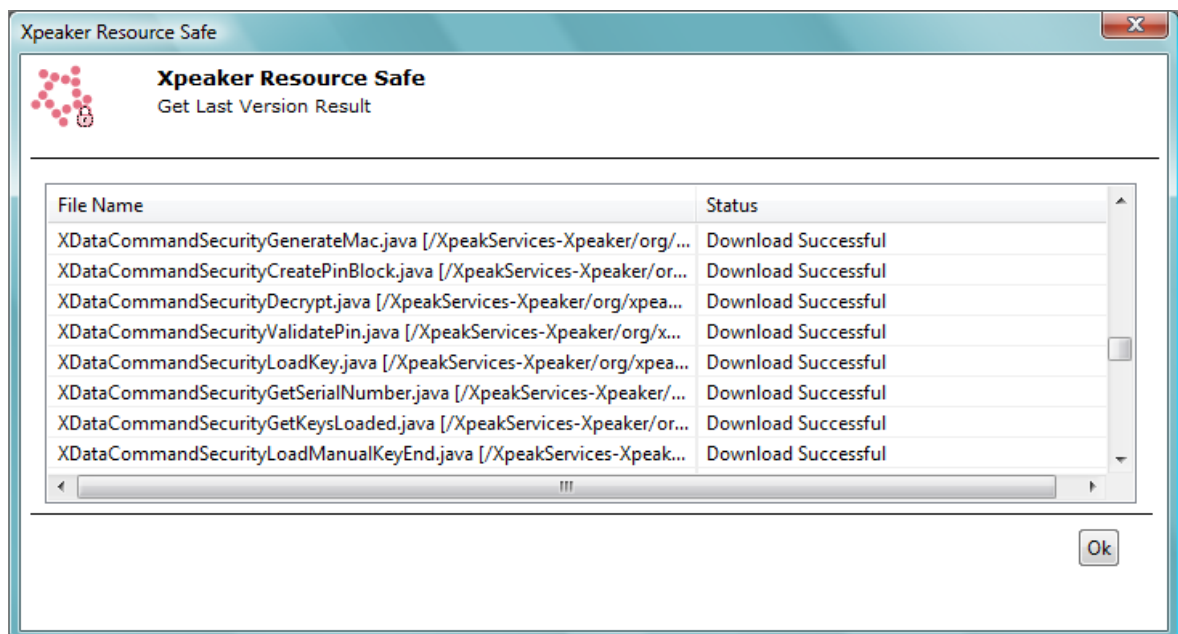 Xpeaker Resource Safe
Xpeaker Resource Safe
Get Last Version Result
File Name Status
XDataCommandSecurityGenerateMac.java [/XpeakServices-Xpeaker/org/... Download Successful
XDataCommandSecurityCreatePinBlock.java [/XpeakServices-Xpeaker/or... Download Successful
XDataCommandSecurityDecrypt.java [/XpeakServices-Xpeaker/org/xpea... Download Successful
XDataCommandSecurityValidatePin.java [/XpeakServices-Xpeaker/org/x... Download Successful
XDataCommandSecurityLoadKey.java [/XpeakServices-Xpeaker/org/xpea... Download Successful
XDataCommandSecurityGetSerialNumber.java [/XpeakServices-Xpeaker/... Download Successful
XDataCommandSecurityGetKeysLoaded.java [/XpeakServices-Xpeaker/or... Download Successful
XDataCommandSecurityLoadManualKeyEnd.java [/XpeakServices-Xpeak... Download Successful
Ok